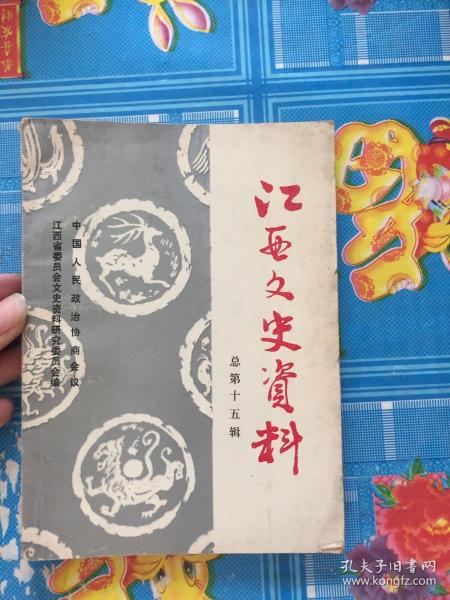 江西文史資料
总第十五辑
中国人民政治协商会议
江西省委员会文史资料研究委员会编
孔夫子旧书网
www.kongfz.com